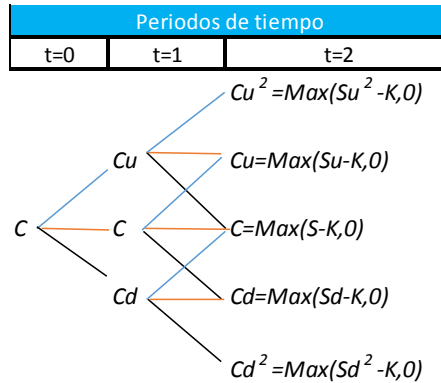 Periodos de tiempo
t=0 t=1 t=2
Cu²=Max(Su²-K,0)
Cu Cu=Max(Su-K,0)
C C C=Max(S-K,0)
Cd Cd=Max(Sd-K,0)
Cd²=Max(Sd²-K,0)